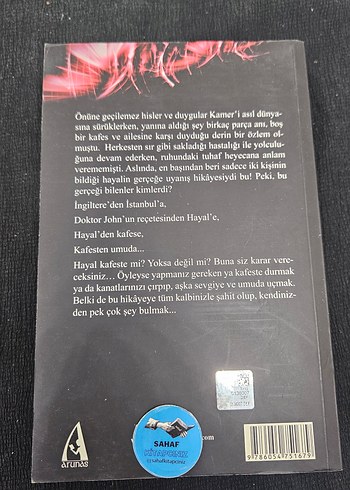 Önüne geçilemez hisler ve duygular Kamer'i asıl dünya-
sına sürüklerken, yanına aldığı şey birkaç parça anı, boş
bir kafes ve ailesine karşı duyduğu derin bir özlem ol-
muştu. Herkesten sır gibi sakladığı hastalığı ile yolculu-
ğuna devam ederken, ruhundaki tuhaf heyecana anlam
verememişti. Aslında, en başından beri sadece iki kişinin
bildiği hayalin gerçeğe uyanış hikâyesiydi bu! Peki, bu
gerçeği bilenler kimlerdi?
İngiltere'den İstanbul'a,
Doktor John'un reçetesinden Hayal'e,
Hayal'den kafese,
Kafesten umuda...
Hayal kafeste mi? Yoksa değil mi? Buna siz karar vere-
ceksiniz... Öyleyse yapmanız gereken ya kafeste durmak
ya da kanatlarınızı çırpıp, aşka sevgiye ve umuda uçmak.
Belki de bu hikâyeye tüm kalbinizle şahit olup, kendiniz-
den pek çok şey bulmak...
SAHAF
KİTAPÇINIZ
.com
arunas
9 786054 751679